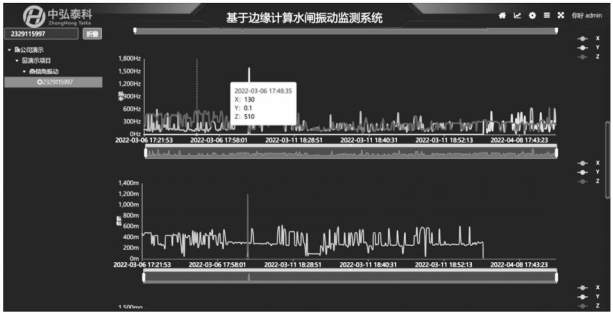 中弘泰科
ZhongHong TaiKe
基于边缘计算水闸振动监测系统
你好 admin
2329115997
折叠
公司演示
演示项目
倾角振动
2329115997
X
Y
Z
1,800Hz
1,500Hz
1,200Hz
900Hz
600Hz
300Hz
0Hz
2022-03-06 17:48:35
X: 130
Y: 0.1
Z: 510
2022-03-06 17:21:53
2022-03-06 17:58:01
2022-03-11 18:28:51
2022-03-11 18:40:31
2022-03-11 18:52:13
2022-04-08 17:43:23
X
Y
Z
1,400m
1,000m
800m
600m
400m
200m
0m
2022-03-06 17:21:53
2022-03-06 17:58:01
2022-03-11 18:28:51
2022-03-11 18:40:31
2022-03-11 18:52:13
2022-04-08 17:43:23
X
Y
Z